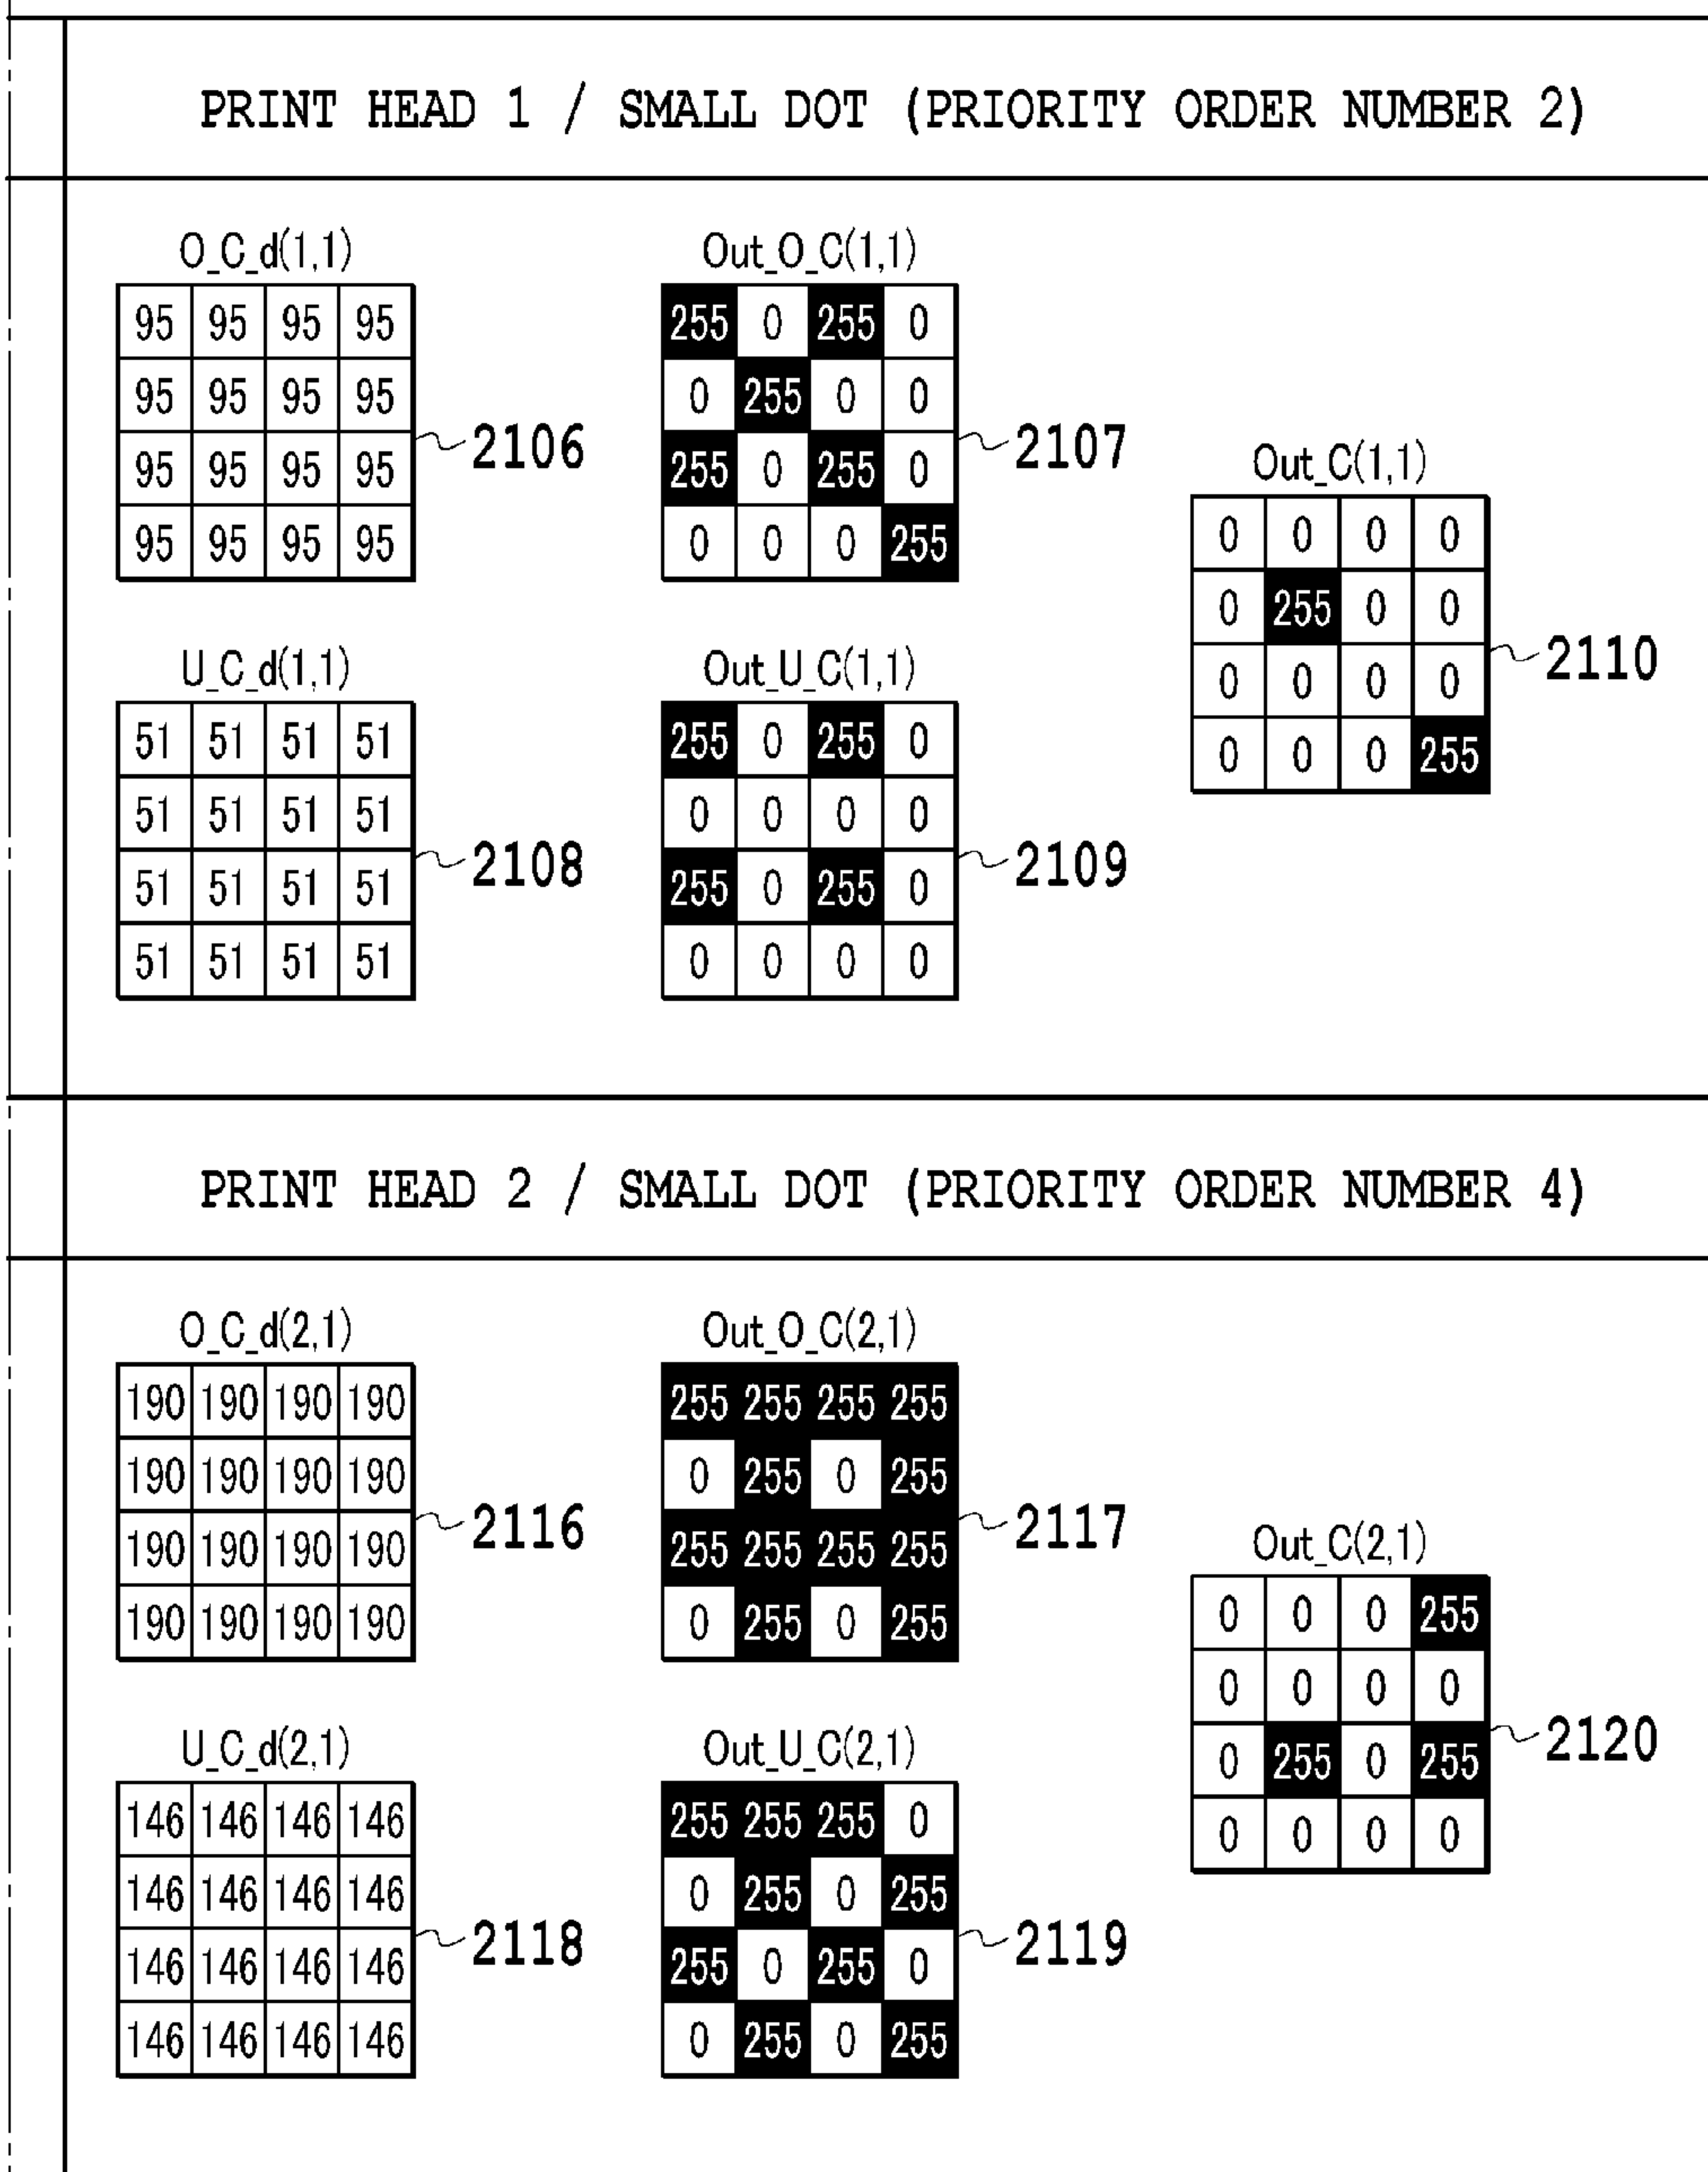 PRINT HEAD 1 / SMALL DOT (PRIORITY ORDER NUMBER 2)
O_C_d(1,1)
95 95 95 95
95 95 95 95
95 95 95 95
95 95 95 95
2106
Out_O_C(1,1)
255 0 255 0
0 255 0 0
255 0 255 0
0 0 0 255
2107
U_C_d(1,1)
51 51 51 51
51 51 51 51
51 51 51 51
51 51 51 51
2108
Out_U_C(1,1)
255 0 255 0
0 0 0 0
255 0 255 0
0 0 0 0
2109
Out_C(1,1)
0 0 0 0
0 255 0 0
0 0 0 0
0 0 0 255
2110
PRINT HEAD 2 / SMALL DOT (PRIORITY ORDER NUMBER 4)
O_C_d(2,1)
190 190 190 190
190 190 190 190
190 190 190 190
190 190 190 190
2116
Out_O_C(2,1)
255 255 255 255
0 255 0 255
255 255 255 255
0 255 0 255
2117
U_C_d(2,1)
146 146 146 146
146 146 146 146
146 146 146 146
146 146 146 146
2118
Out_U_C(2,1)
255 255 255 0
0 255 0 255
255 0 255 0
0 255 0 255
2119
Out_C(2,1)
0 0 0 255
0 0 0 0
0 255 0 255
0 0 0 0
2120